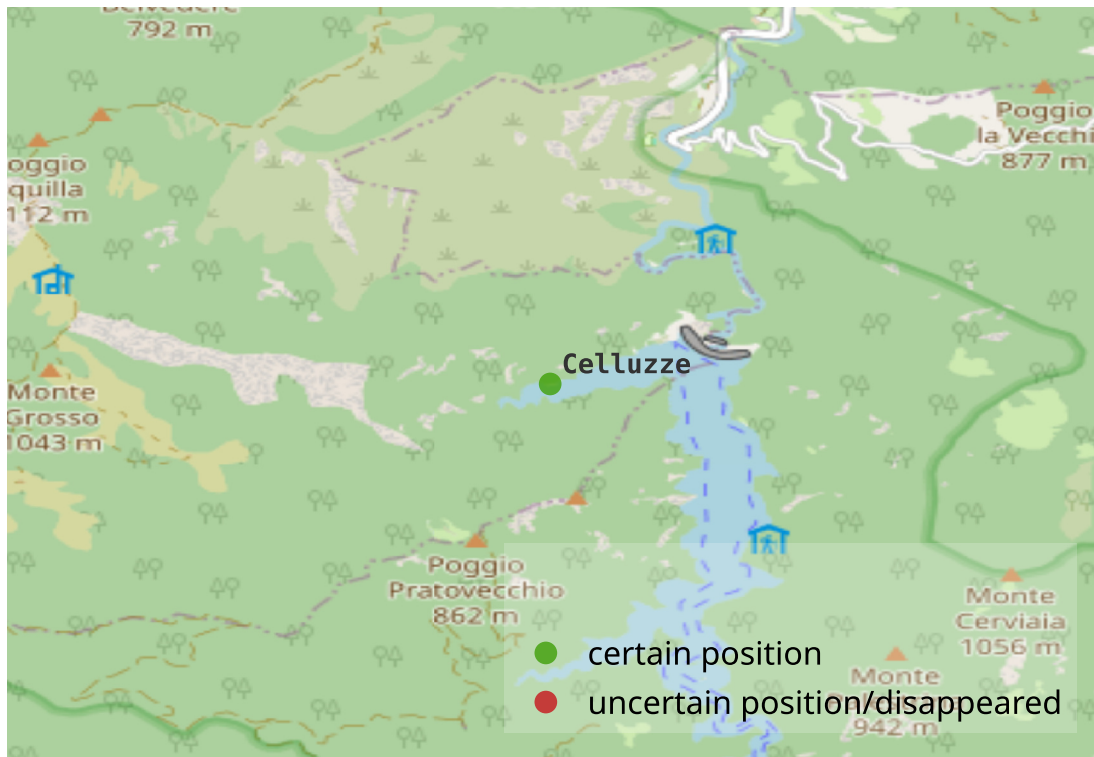 792 m
Poggio
la Vecchi
877 m
oggio
quilla
112 m
Celluzze
Monte
Grosso
1043 m
Poggio
Pratovecchio
862 m
Monte
Cerviaia
1056 m
certain position
Monte
uncertain position/disappeared
942 m